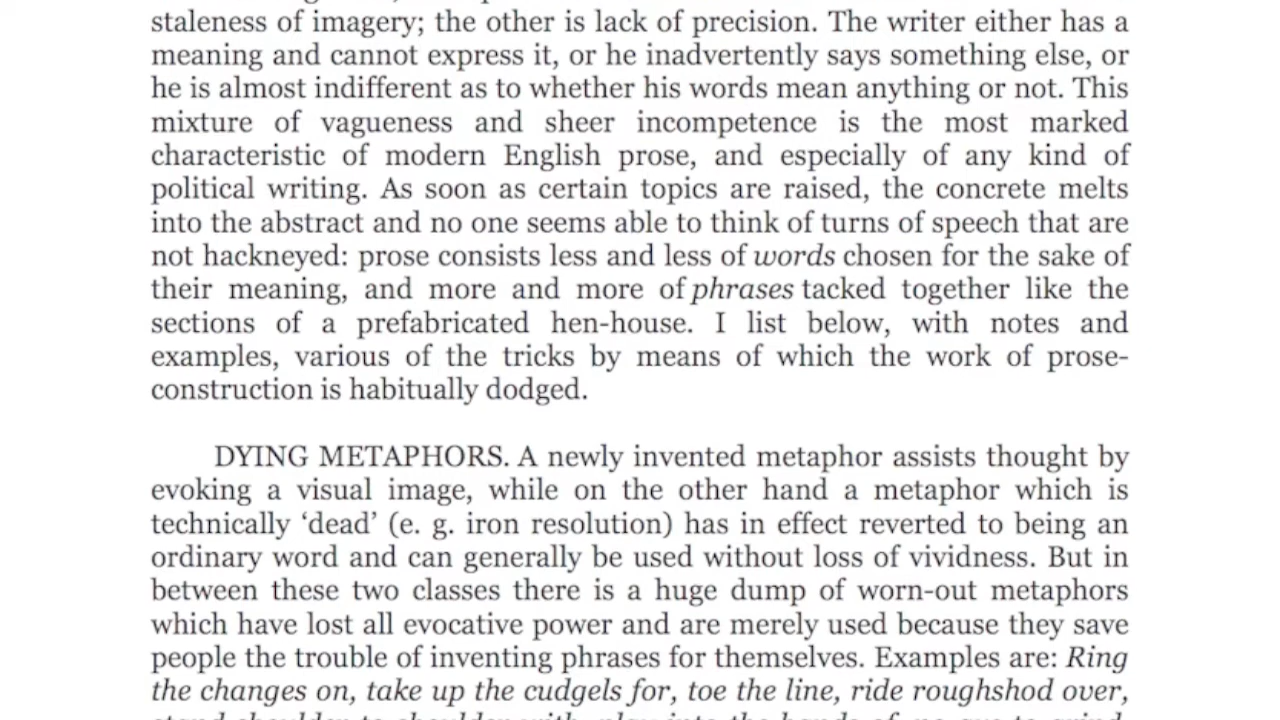 staleness of imagery; the other is lack of precision. The writer either has a
meaning and cannot express it, or he inadvertently says something else, or
he is almost indifferent as to whether his words mean anything or not. This
mixture of vagueness and sheer incompetence is the most marked
characteristic of modern English prose, and especially of any kind of
political writing. As soon as certain topics are raised, the concrete melts
into the abstract and no one seems able to think of turns of speech that are
not hackneyed: prose consists less and less of words chosen for the sake of
their meaning, and more and more of phrases tacked together like the
sections of a prefabricated hen-house. I list below, with notes and
examples, various of the tricks by means of which the work of prose-
construction is habitually dodged.
DYING METAPHORS. A newly invented metaphor assists thought by
evoking a visual image, while on the other hand a metaphor which is
technically ‘dead’ (e. g. iron resolution) has in effect reverted to being an
ordinary word and can generally be used without loss of vividness. But in
between these two classes there is a huge dump of worn-out metaphors
which have lost all evocative power and are merely used because they save
people the trouble of inventing phrases for themselves. Examples are: Ring
the changes on, take up the cudgels for, toe the line, ride roughshod over,